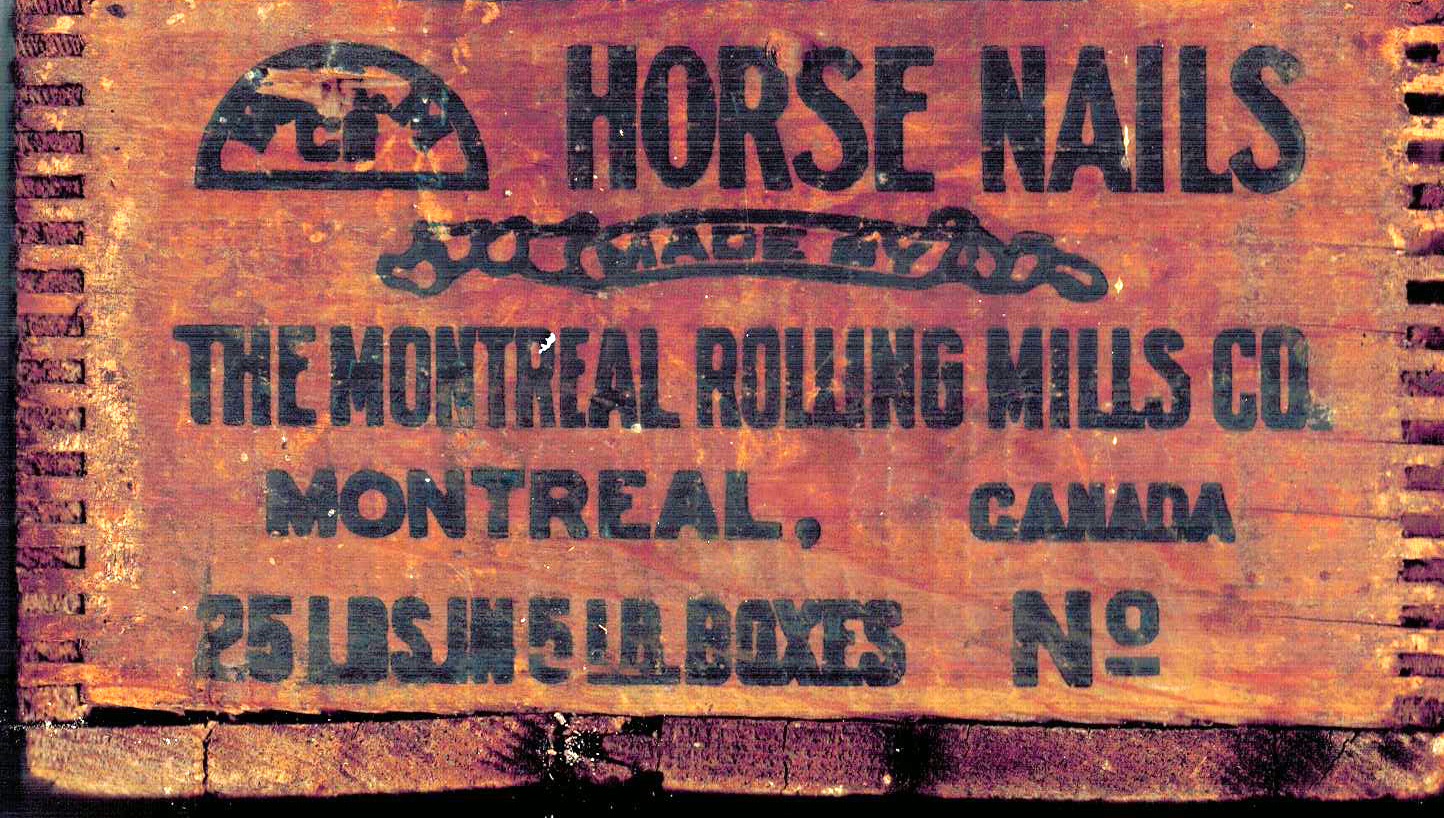 HORSE NAILS
MADE BY
THE MONTREAL ROLLING MILLS CO.
MONTREAL, CANADA
25 LBS. IN 5 LB. BOXES Nº